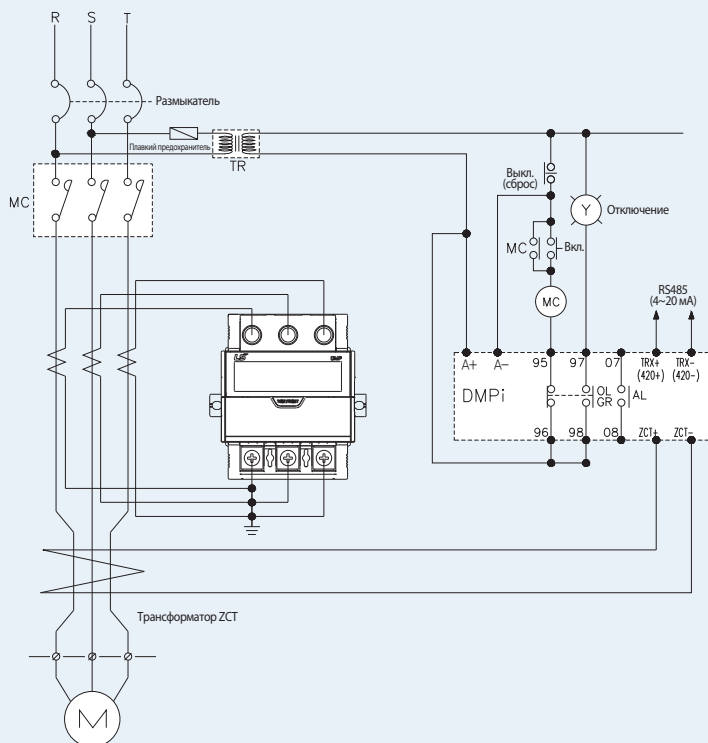 R S T
Размыкатель
Плавкий предохранитель
TR
MC
Выкл.
(сброс)
Y
Отключение
MC
Вкл.
MC
RS485
(4~20 мА)
LS
DMP
A+ A- 95 97 07 TRX+ TRX-
(420+) (420-)
DMPi
OL
GR
AL
96 98 08 ZCT+ ZCT-
Трансформатор ZCT
M